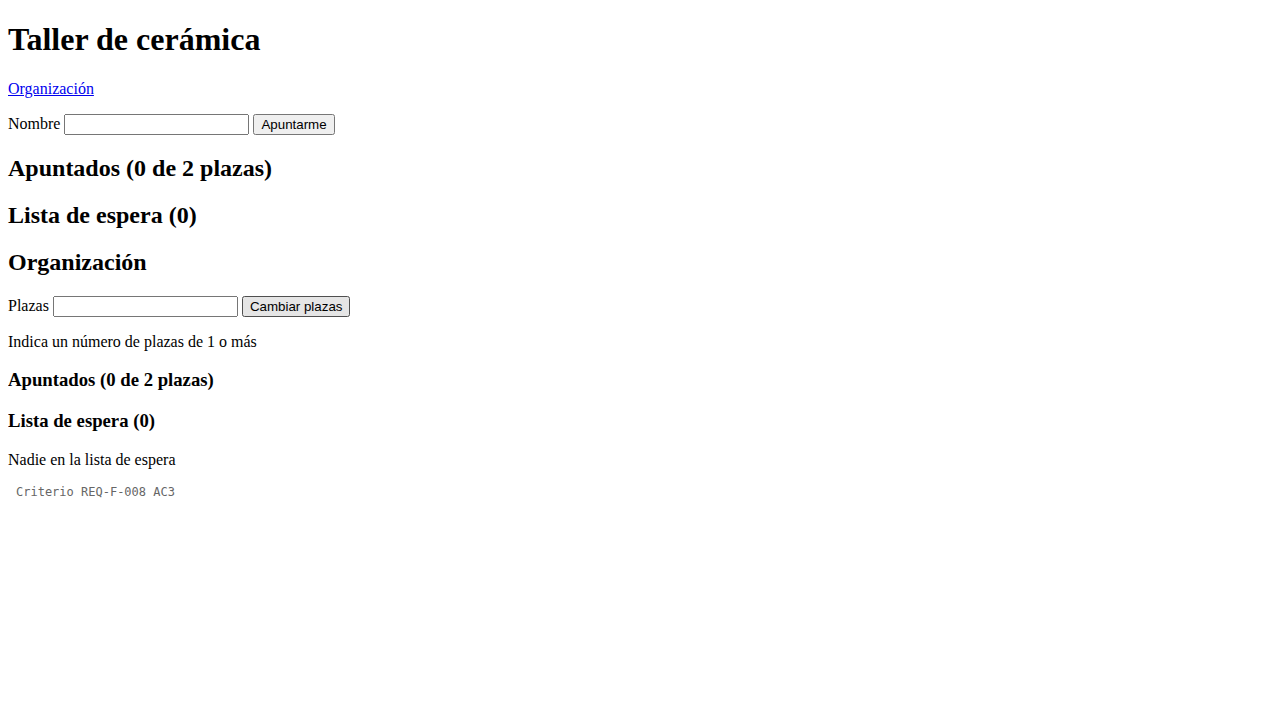 Taller de cerámica
Organización
Nombre Apuntarme
Apuntados (0 de 2 plazas)
Lista de espera (0)
Organización
Plazas Cambiar plazas
Indica un número de plazas de 1 o más
Apuntados (0 de 2 plazas)
Lista de espera (0)
Nadie en la lista de espera
Criterio REQ-F-008 AC3